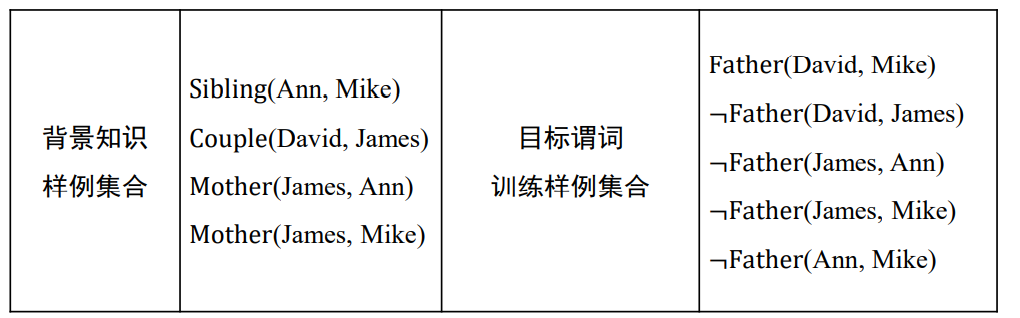 背景知识
样例集合
Sibling(Ann, Mike)
Couple(David, James)
Mother(James, Ann)
Mother(James, Mike)
目标谓词
训练样例集合
Father(David, Mike)
¬Father(David, James)
¬Father(James, Ann)
¬Father(James, Mike)
¬Father(Ann, Mike)